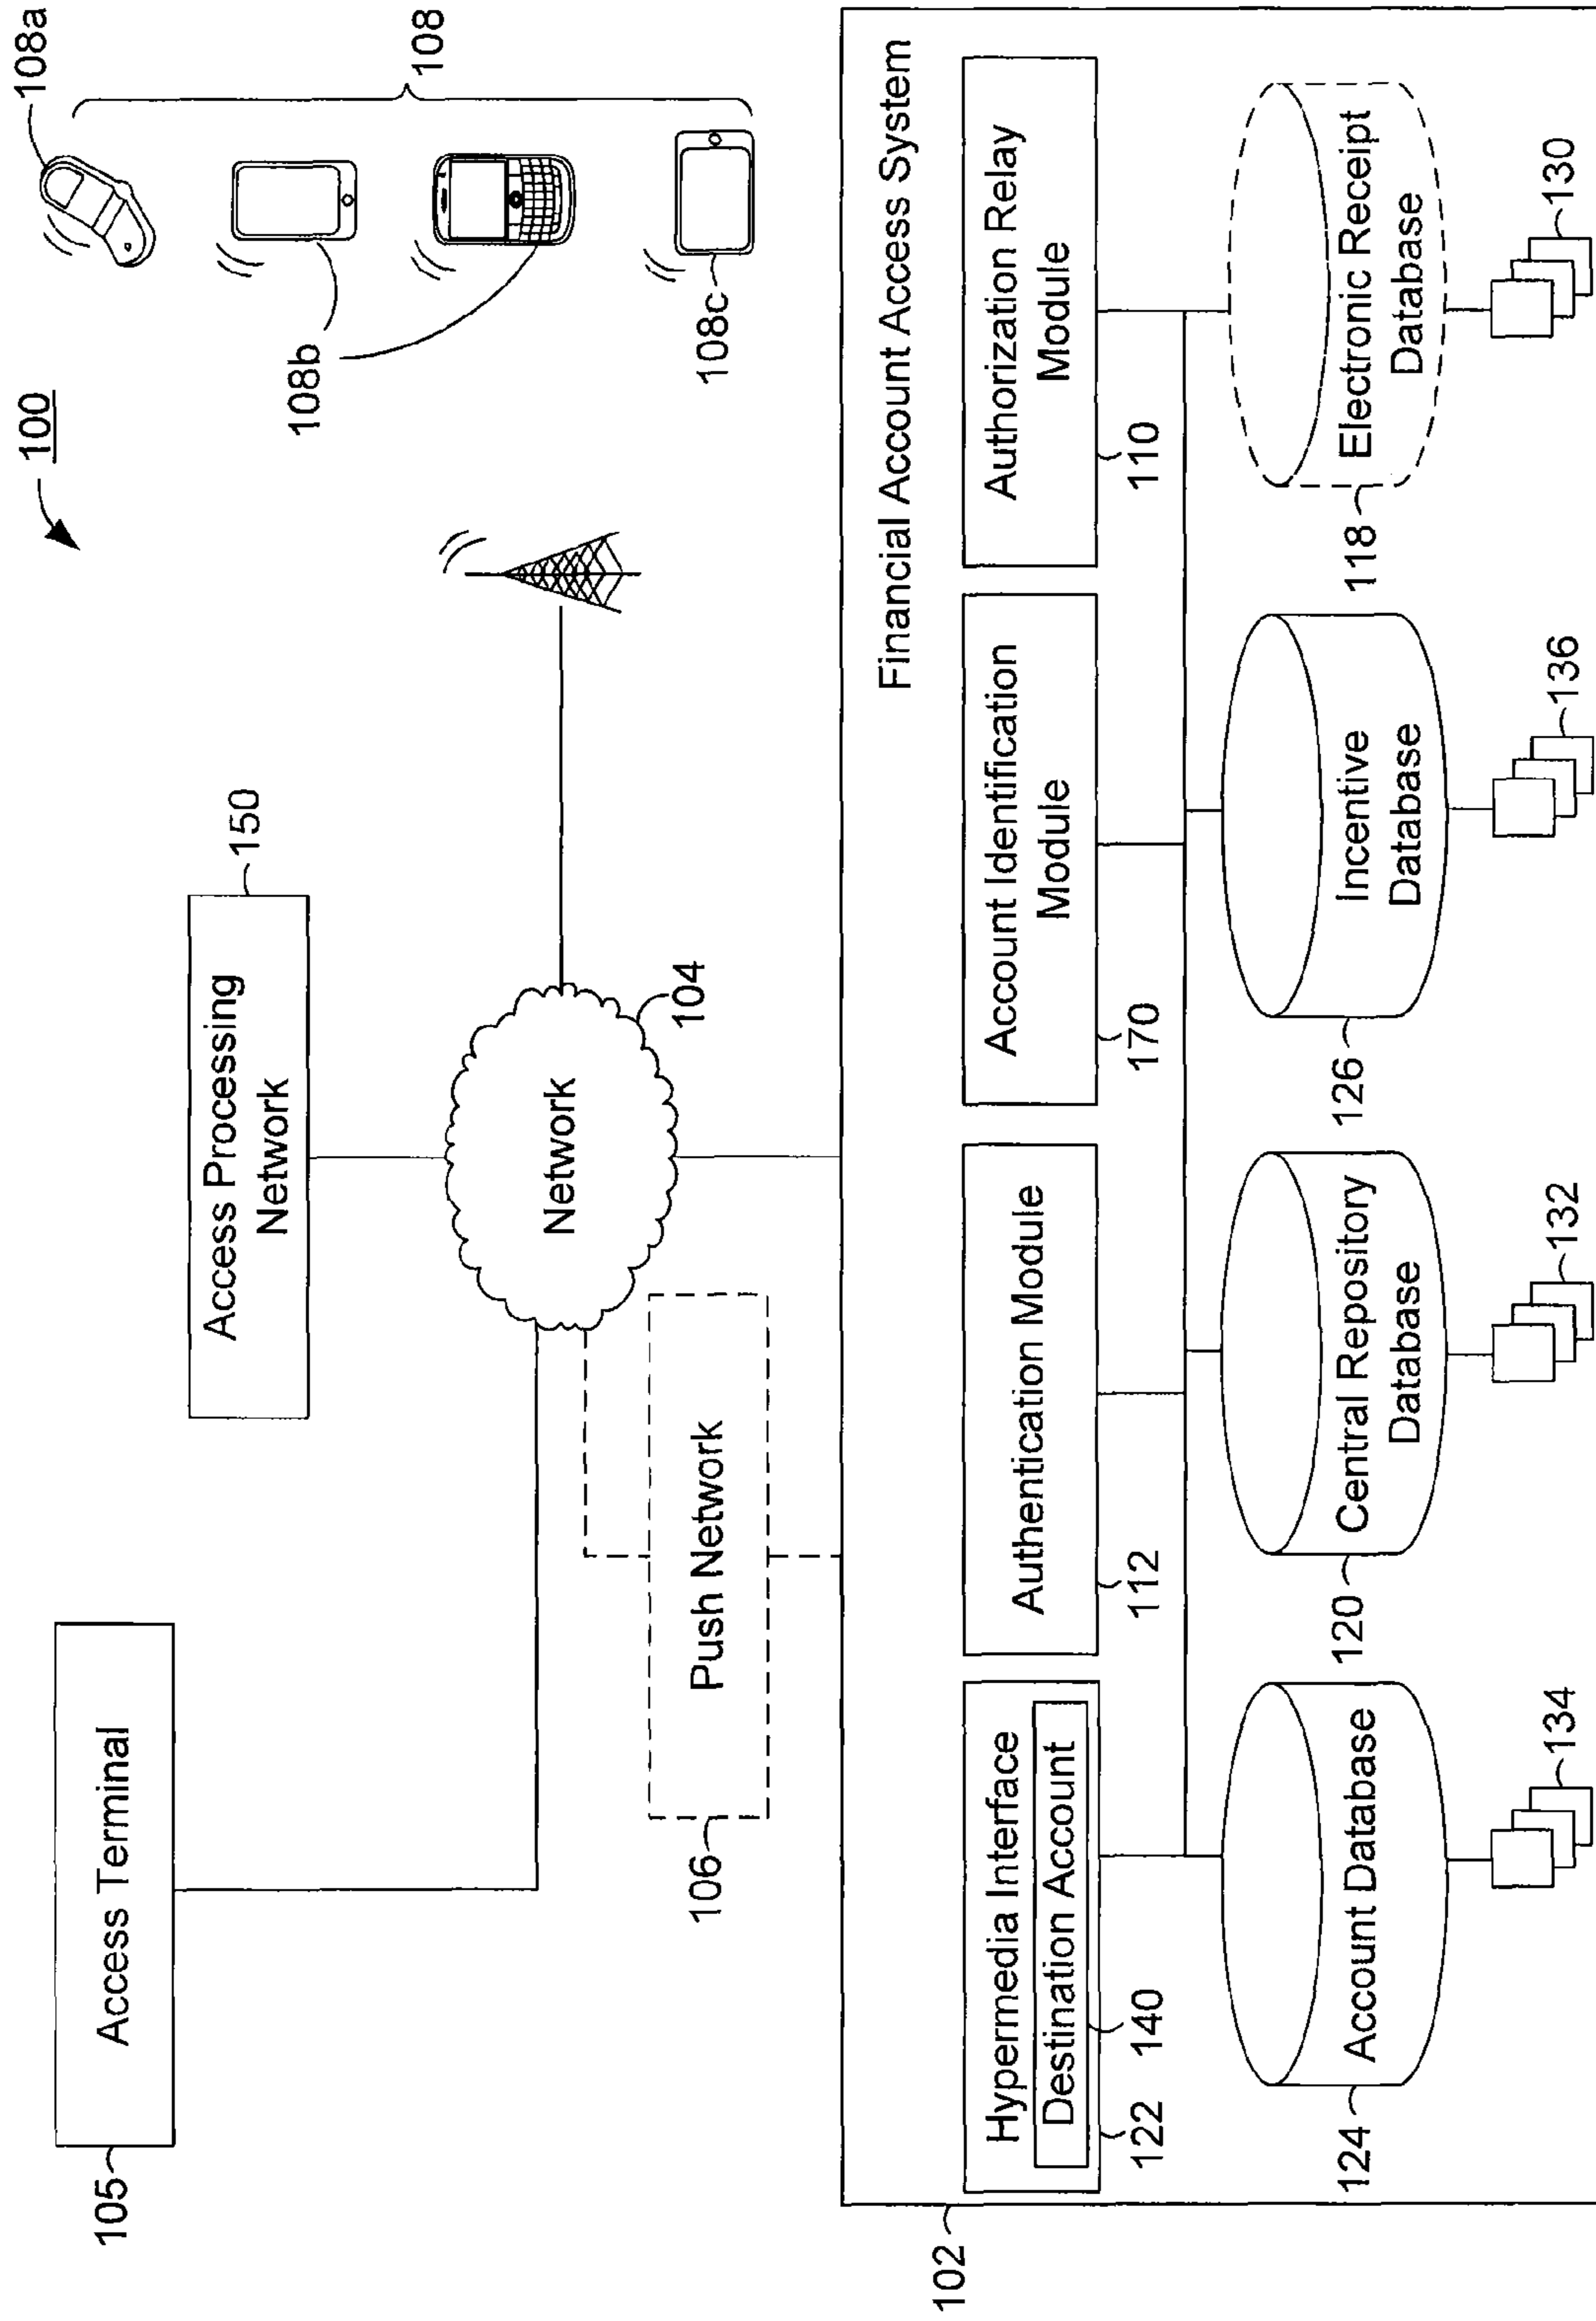 100
108a
108
108b
108c
Access Terminal
105
Access Processing
Network
150
Network
104
Push Network
106
102
Financial Account Access System
Hypermedia Interface
Destination Account
122
140
Authentication Module
112
Account Identification
Module
170
Authorization Relay
Module
110
124
Account Database
134
120
Central Repository
Database
132
126
Incentive
Database
136
118
Electronic Receipt
Database
130